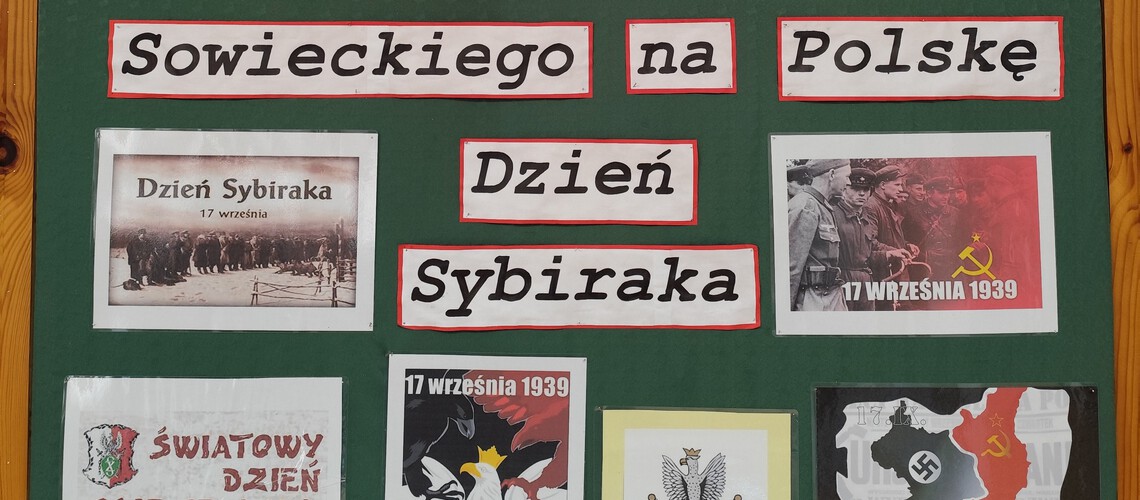 Sowieckiego na Polskę
Dzień
Sybiraka
Dzień Sybiraka
17 września
17 WRZEŚNIA 1939
ŚWIATOWY
DZIEŃ
17 września 1939
17.IX.